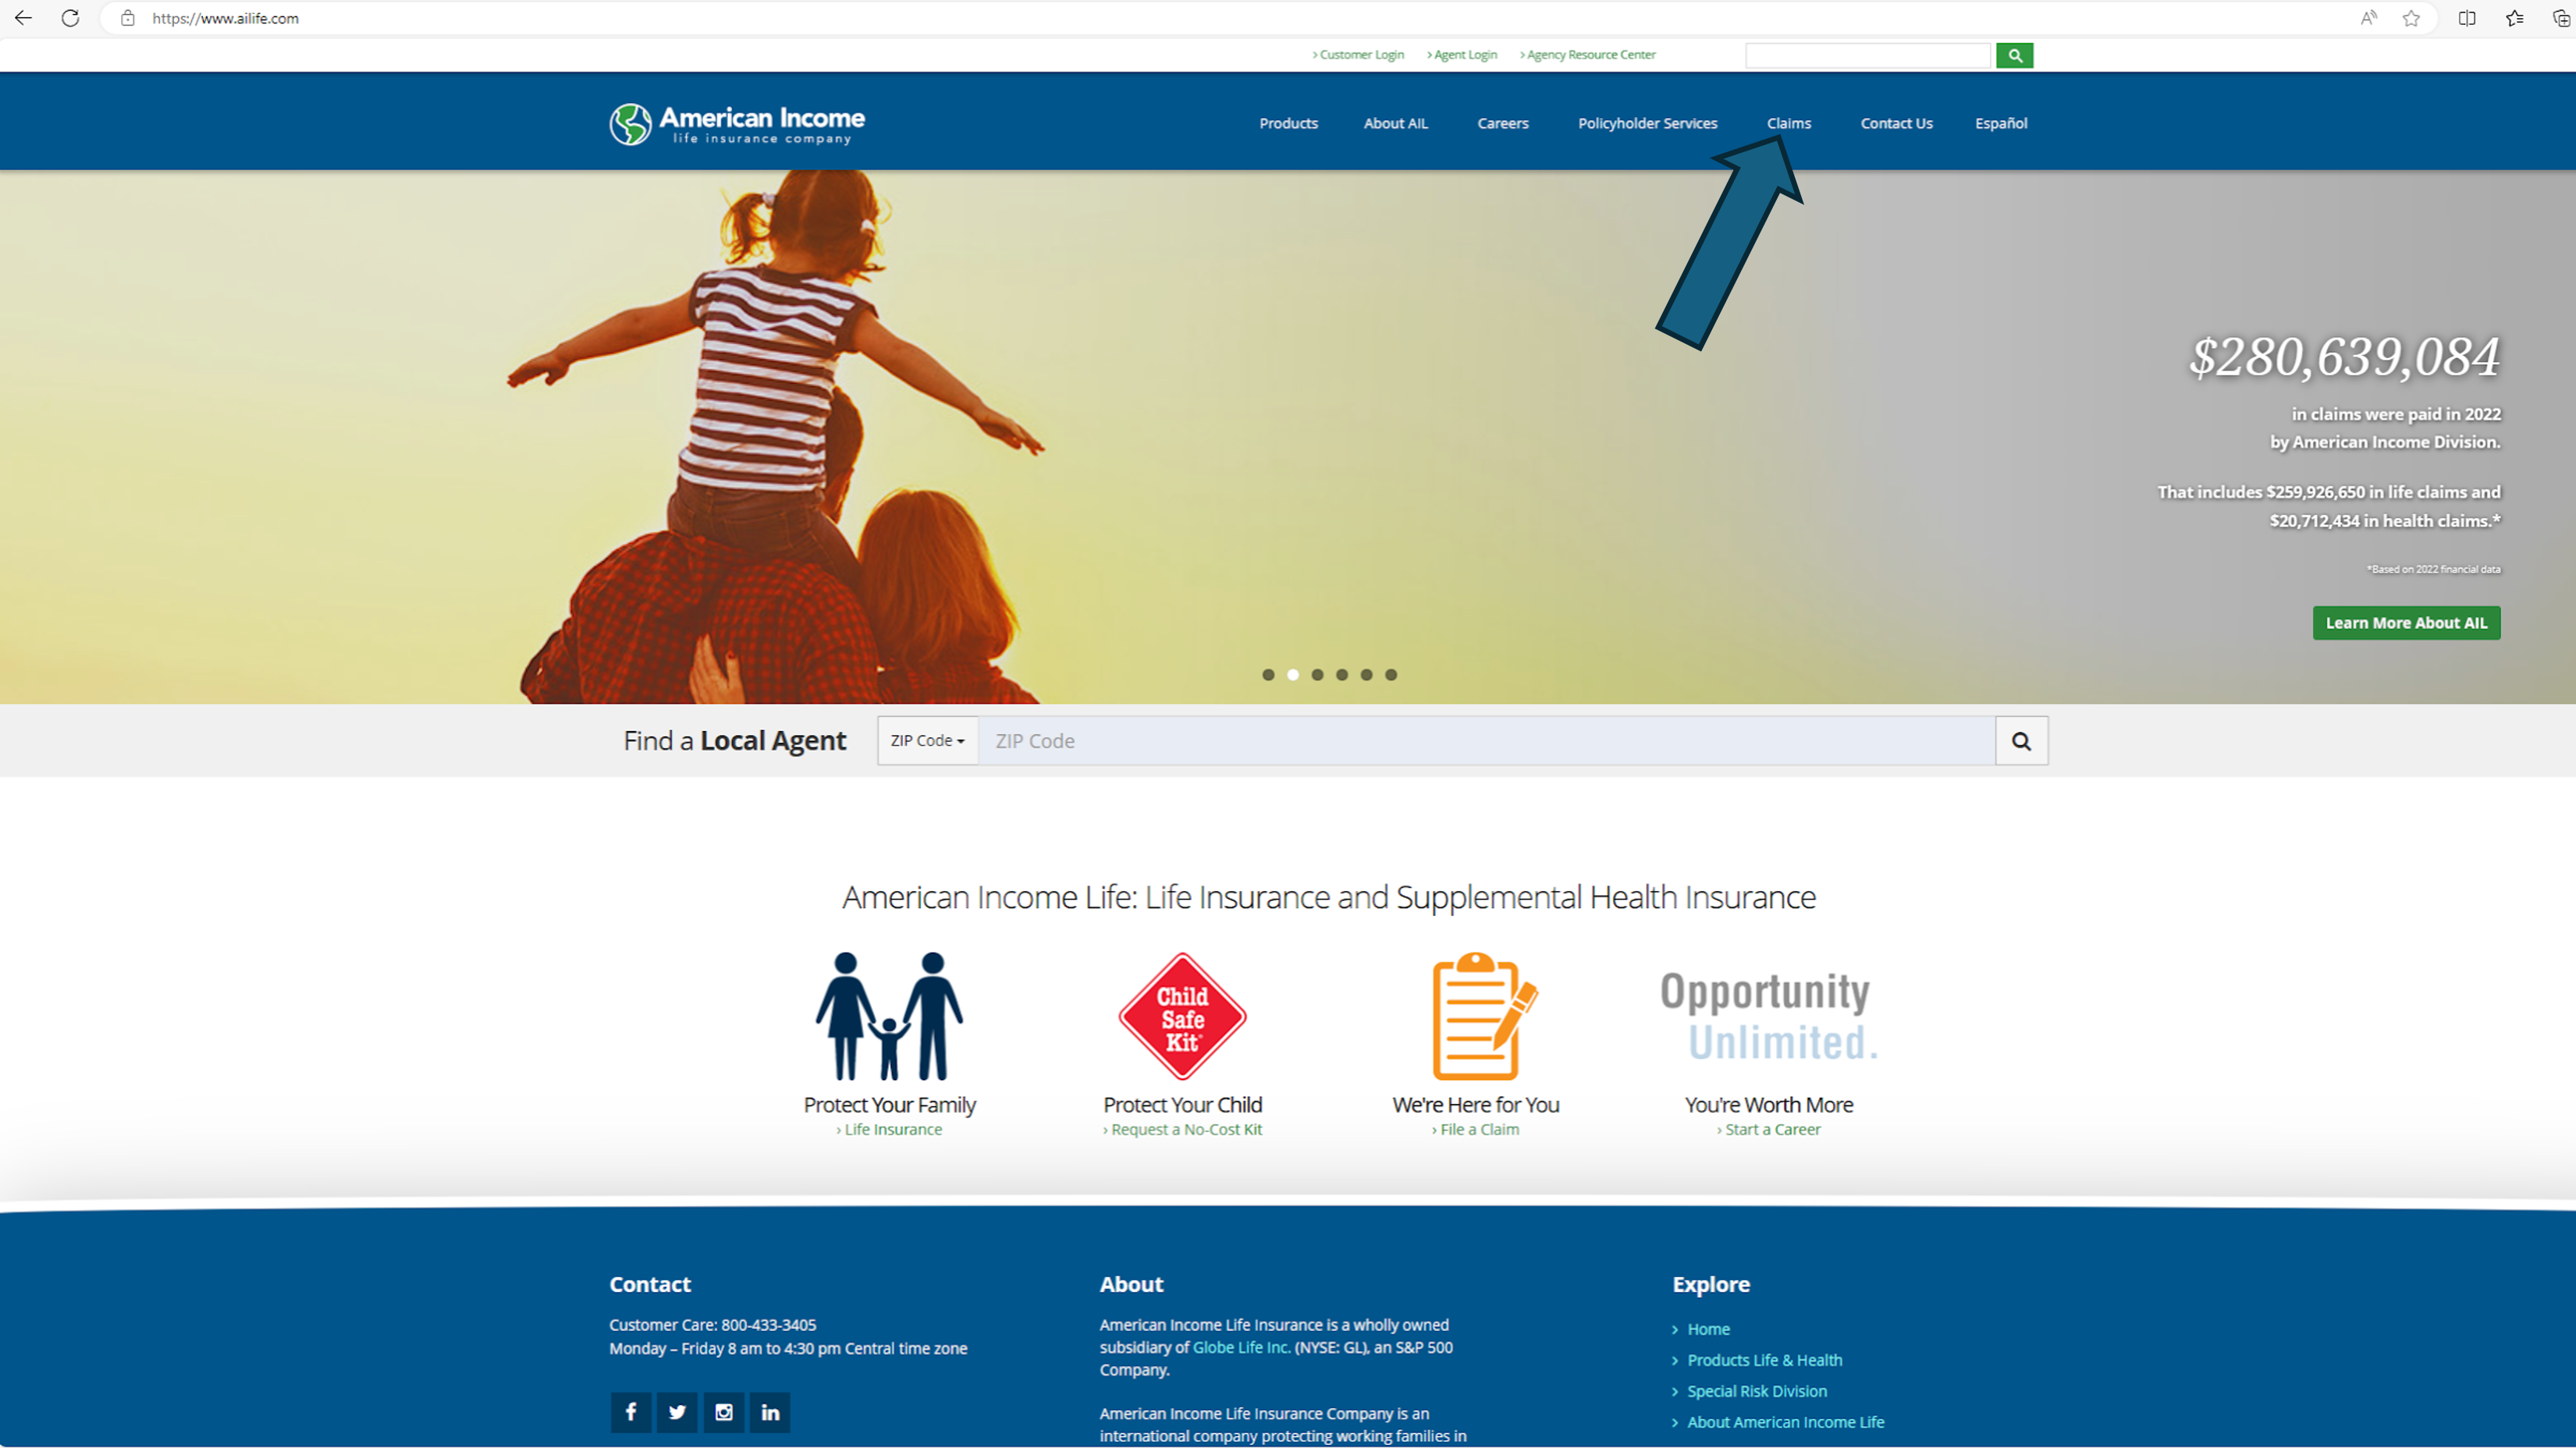 https://www.ailife.com
› Customer Login › Agent Login › Agency Resource Center
American Income
life insurance company
Products About AIL Careers Policyholder Services Claims Contact Us Español
$280,639,084
in claims were paid in 2022
by American Income Division.
That includes $259,926,650 in life claims and
$20,712,434 in health claims.*
*Based on 2022 financial data
Learn More About AIL
Find a Local Agent ZIP Code ZIP Code
American Income Life: Life Insurance and Supplemental Health Insurance
Child
Safe
Kit
Opportunity
Unlimited.
Protect Your Family
› Life Insurance
Protect Your Child
› Request a No-Cost Kit
We're Here for You
› File a Claim
You're Worth More
› Start a Career
Contact
Customer Care: 800-433-3405
Monday – Friday 8 am to 4:30 pm Central time zone
About
American Income Life Insurance is a wholly owned
subsidiary of Globe Life Inc. (NYSE: GL), an S&P 500
Company.
American Income Life Insurance Company is an
international company protecting working families in
Explore
› Home
› Products Life & Health
› Special Risk Division
› About American Income Life